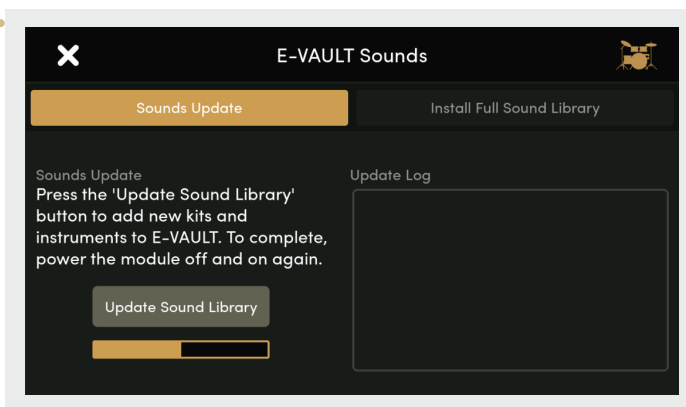 E-VAULT Sounds
Sounds Update
Install Full Sound Library
Sounds Update
Press the 'Update Sound Library'
button to add new kits and
instruments to E-VAULT. To complete,
power the module off and on again.
Update Sound Library
Update Log